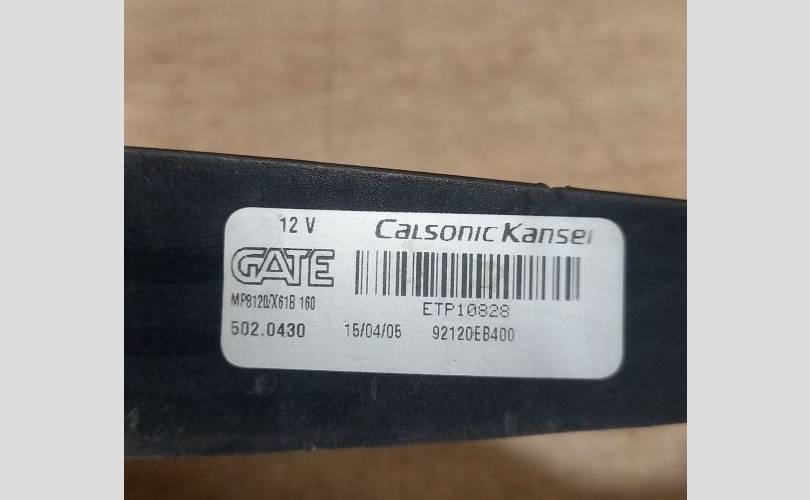 12 V CALSONIC KANSEI
GATE
MP8120/X61B 160
ETP10828
502.0430 15/04/05 92120EB400